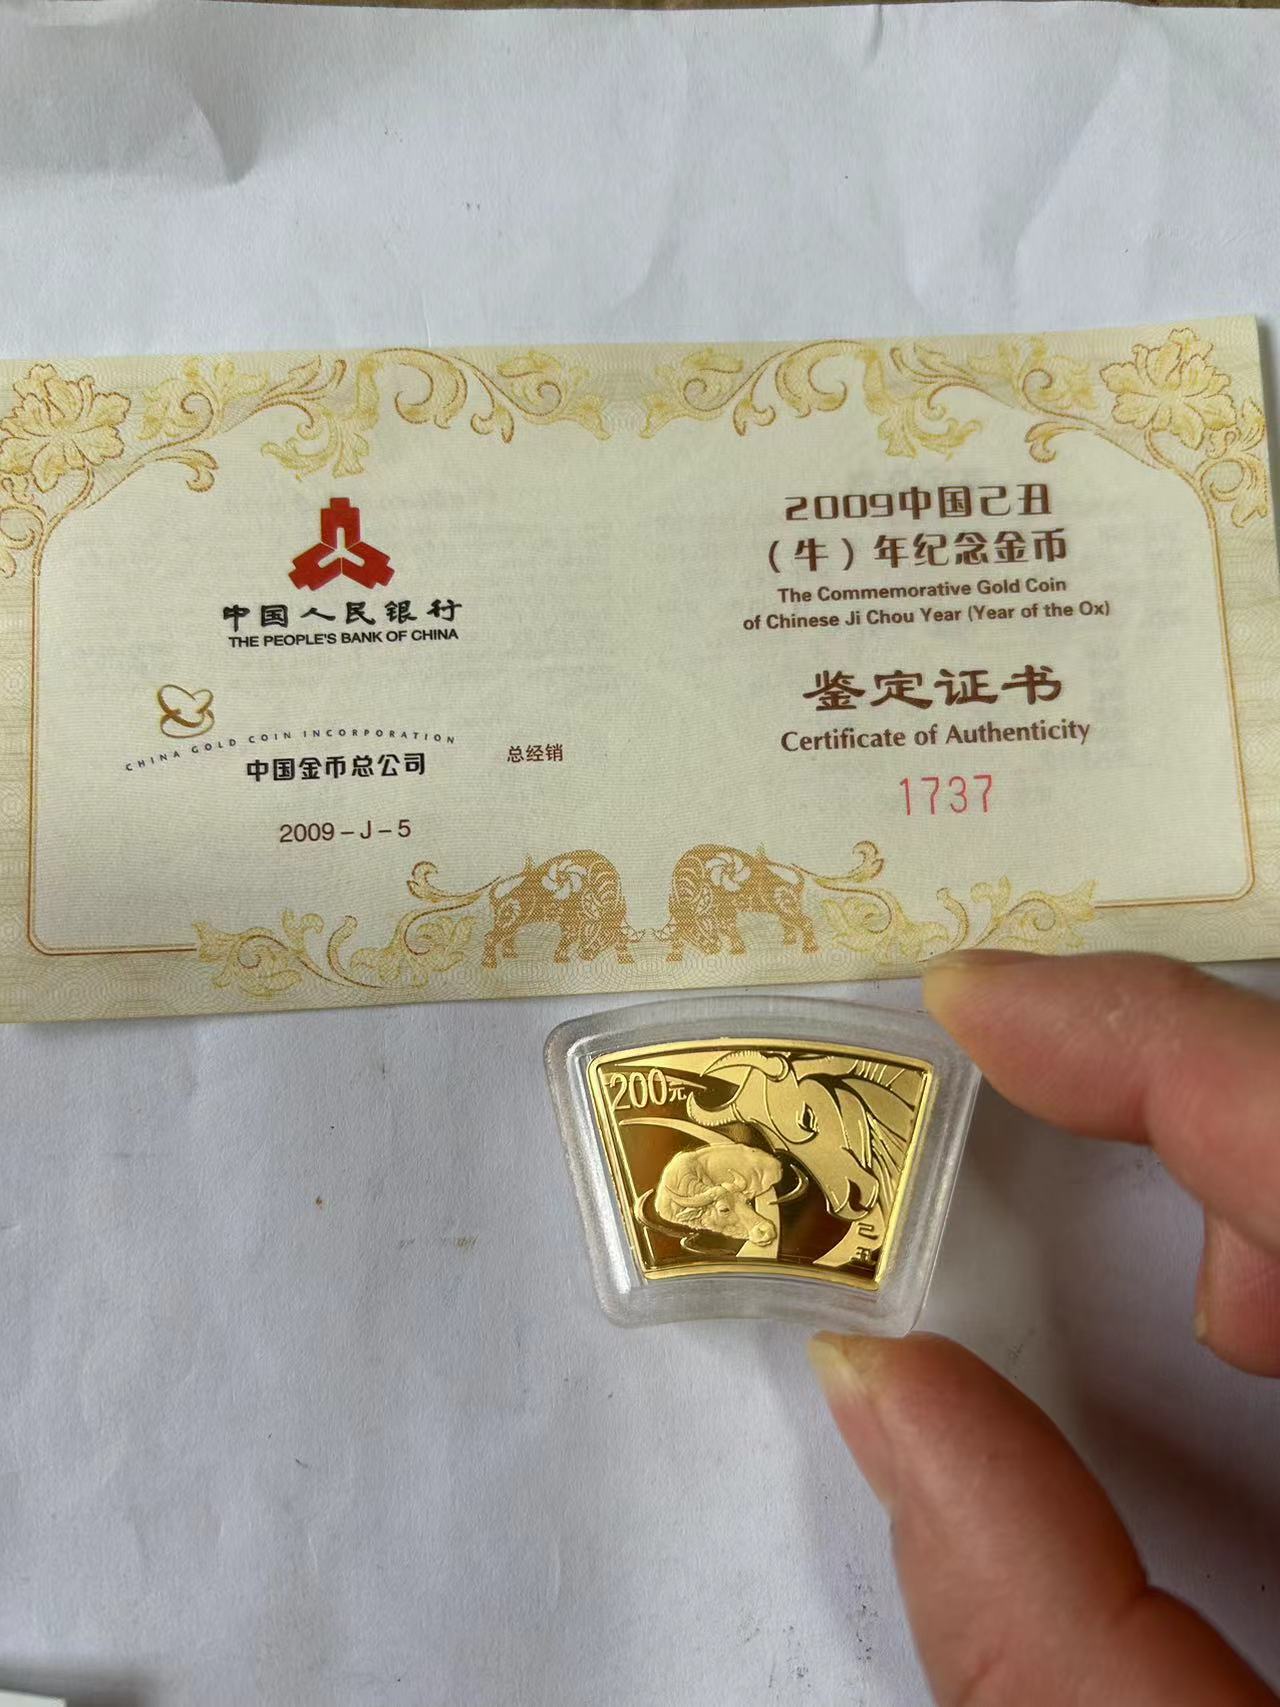 中国人民银行
THE PEOPLE'S BANK OF CHINA
CHINA GOLD COIN INCORPORATION
中国金币总公司
总经销
2009-J-5
2009中国己丑
(牛)年纪念金币
The Commemorative Gold Coin
of Chinese Ji Chou Year (Year of the Ox)
鉴定证书
Certificate of Authenticity
1737
200元
己丑